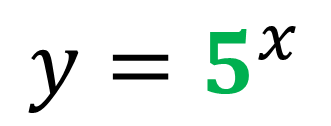 y = 5^x